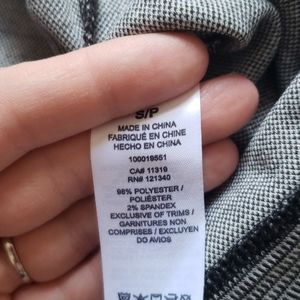 S/P
MADE IN CHINA
FABRIQUÉ EN CHINE
HECHO EN CHINA
100019551
CA# 11319
RN# 121340
98% POLYESTER /
POLIÉSTER
2% SPANDEX
EXCLUSIVE OF TRIMS /
GARNITURES NON
COMPRISES / EXCLUYEN
DO AVIOS